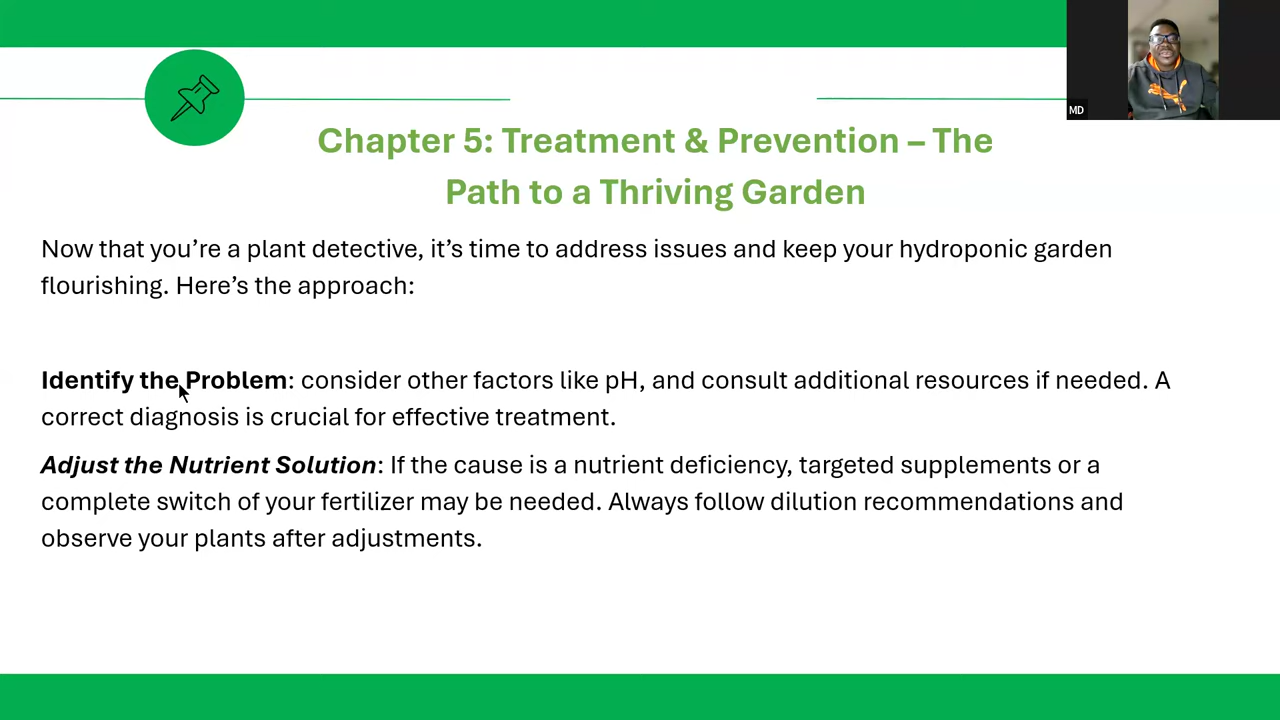 MD
Chapter 5: Treatment & Prevention – The
Path to a Thriving Garden
Now that you’re a plant detective, it’s time to address issues and keep your hydroponic garden
flourishing. Here’s the approach:
Identify the Problem: consider other factors like pH, and consult additional resources if needed. A
correct diagnosis is crucial for effective treatment.
Adjust the Nutrient Solution: If the cause is a nutrient deficiency, targeted supplements or a
complete switch of your fertilizer may be needed. Always follow dilution recommendations and
observe your plants after adjustments.